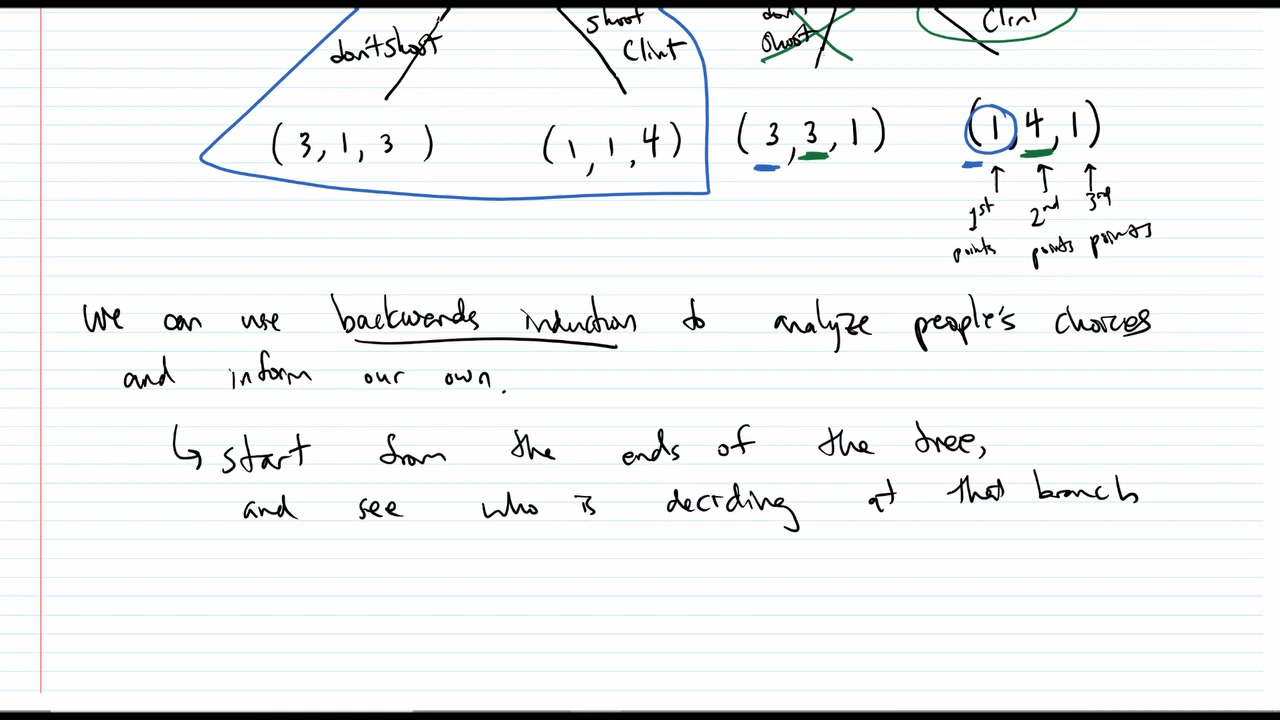 don't shoot
shoot
Clint
don't
shoot
Clint
(3, 1, 3)
(1, 1, 4)
(3, 3, 1)
(1, 4, 1)
1st points
2nd points
3rd points
We can use backwards induction to analyze people's choices
and inform our own.
↳ start from the ends of the tree,
and see who is deciding at that branch